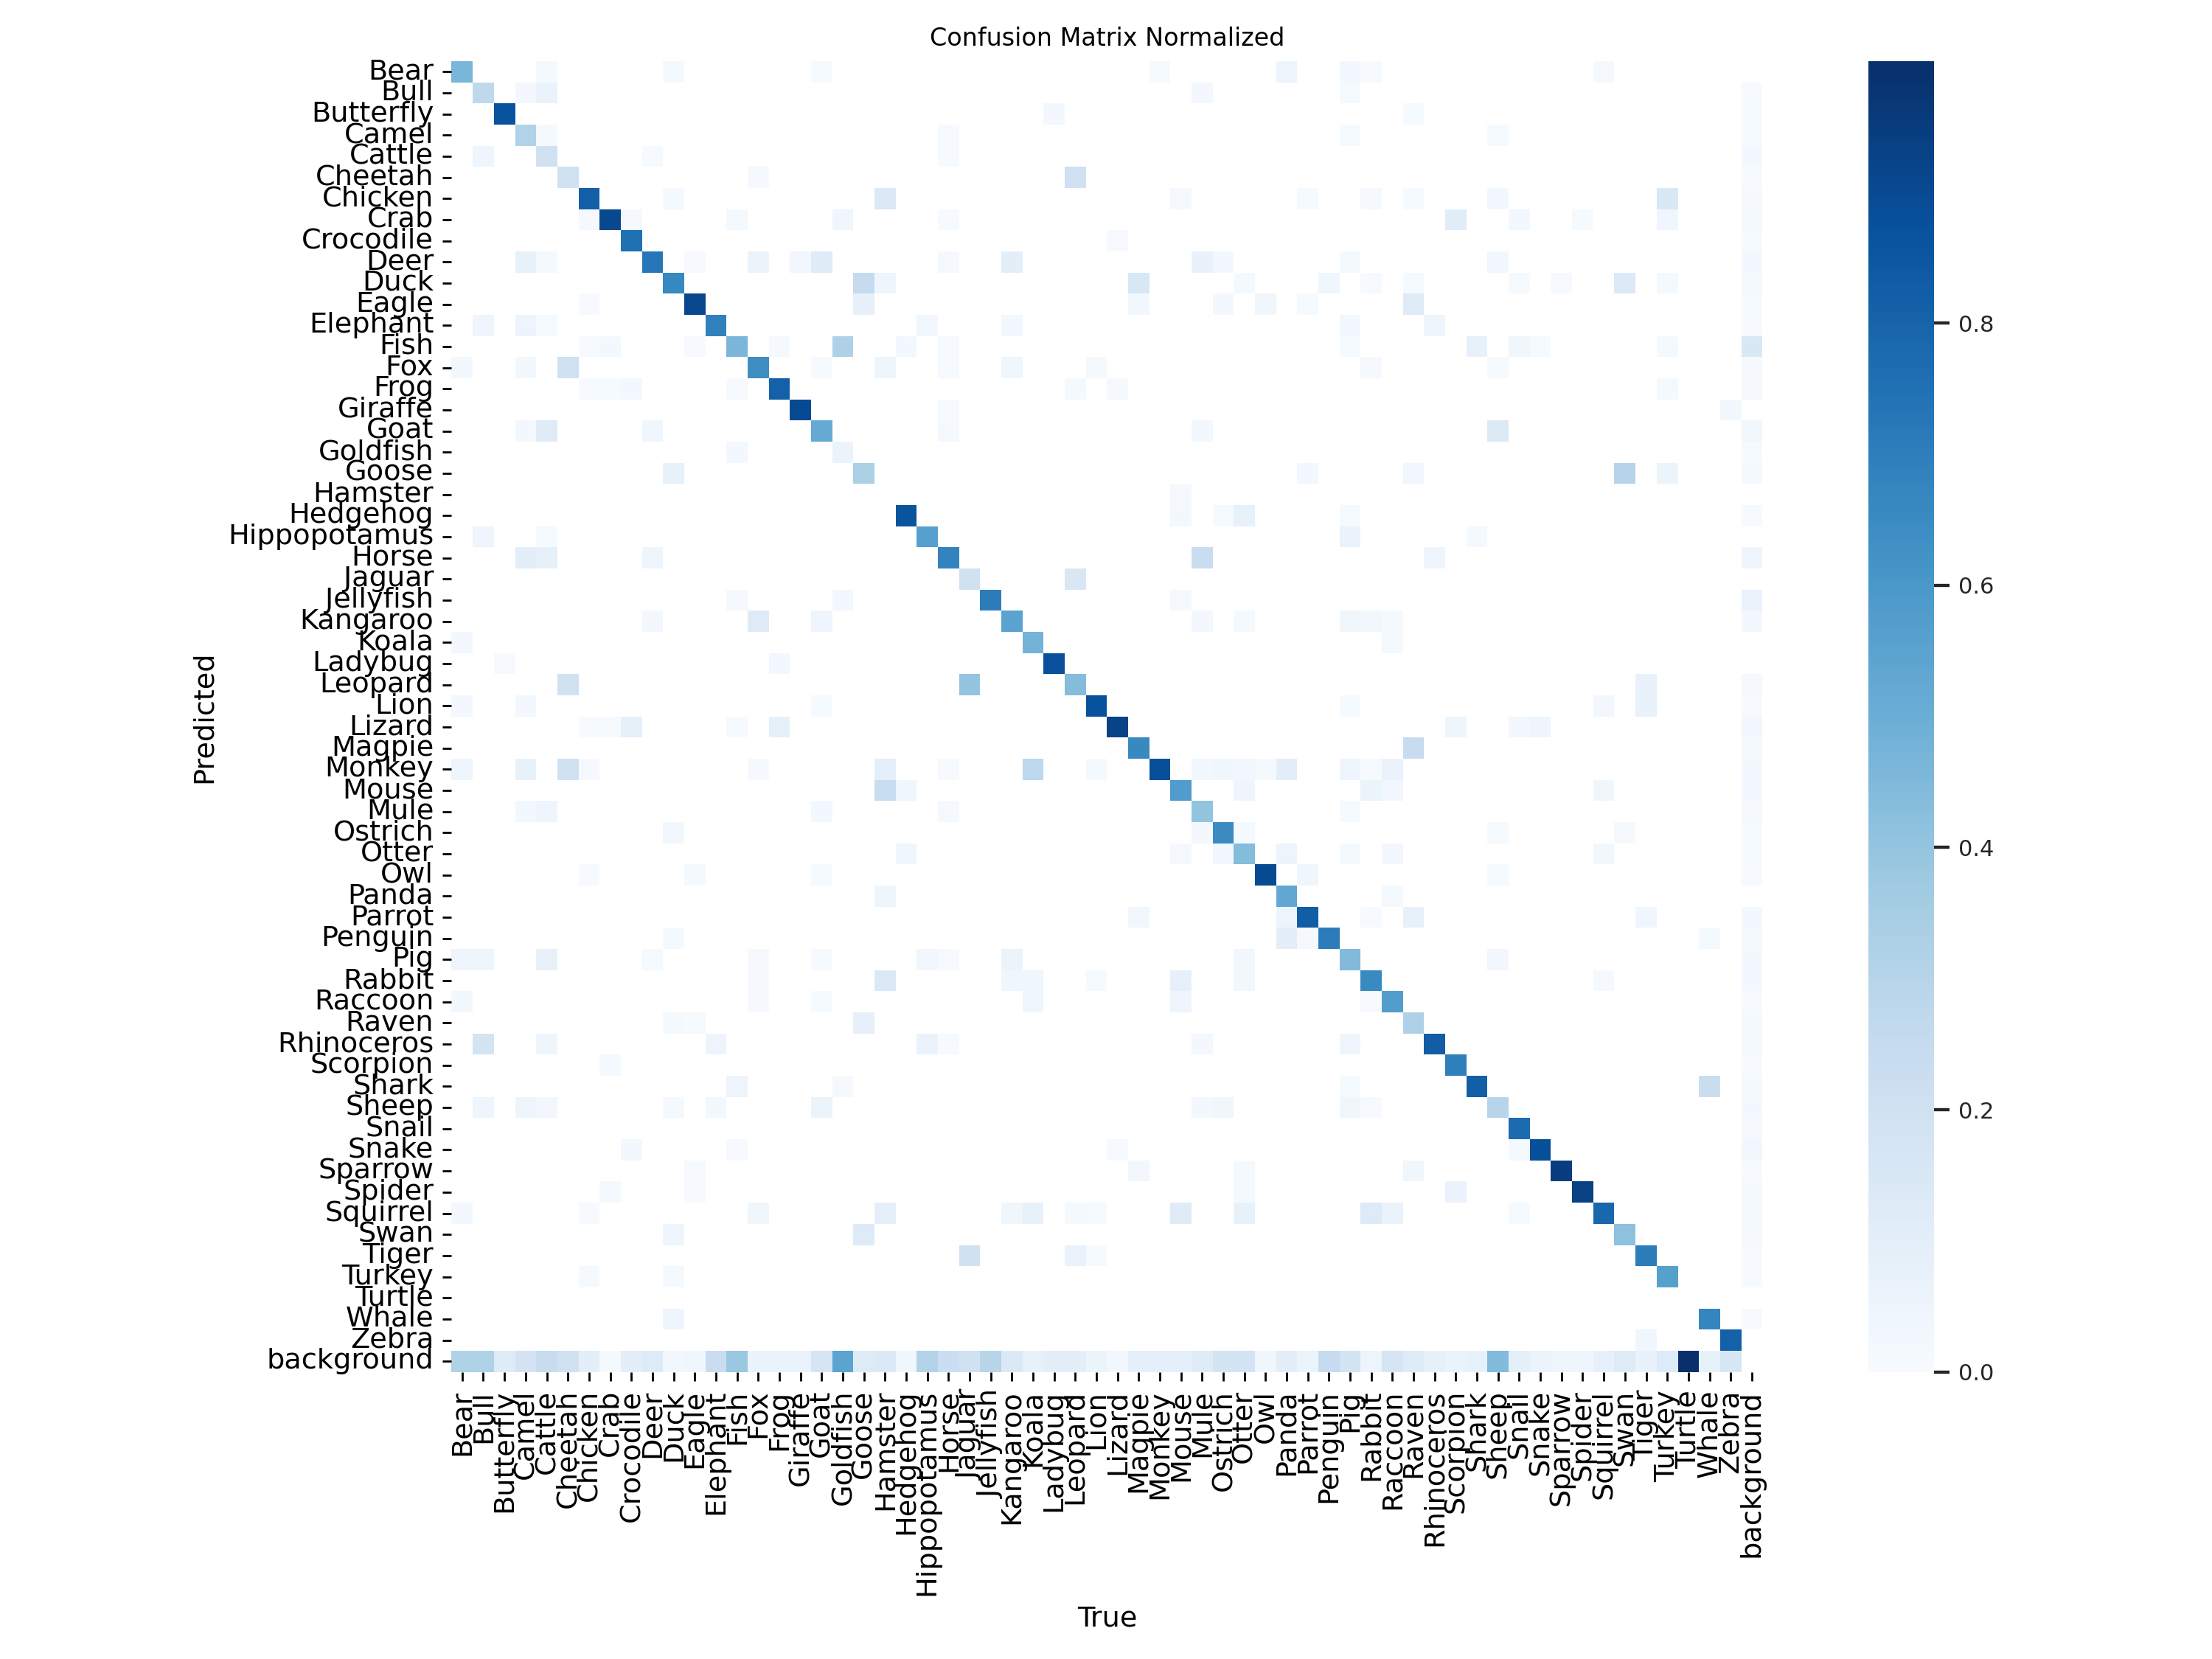 Confusion Matrix Normalized
Bear
Bull
Butterfly
Camel
Cattle
Cheetah
Chicken
Crab
Crocodile
Deer
Duck
Eagle
Elephant
Fish
Fox
Frog
Giraffe
Goat
Goldfish
Goose
Hamster
Hedgehog
Hippopotamus
Horse
Jaguar
Jellyfish
Kangaroo
Koala
Ladybug
Leopard
Lion
Lizard
Magpie
Monkey
Mouse
Mule
Ostrich
Otter
Owl
Panda
Parrot
Penguin
Pig
Rabbit
Raccoon
Raven
Rhinoceros
Scorpion
Shark
Sheep
Snail
Snake
Sparrow
Spider
Squirrel
Swan
Tiger
Turkey
Turtle
Whale
Zebra
background
Predicted
Bear
Bull
Butterfly
Camel
Cattle
Cheetah
Chicken
Crab
Crocodile
Deer
Duck
Eagle
Elephant
Fish
Fox
Frog
Giraffe
Goat
Goldfish
Goose
Hamster
Hedgehog
Hippopotamus
Horse
Jaguar
Jellyfish
Kangaroo
Koala
Ladybug
Leopard
Lion
Lizard
Magpie
Monkey
Mouse
Mule
Ostrich
Otter
Owl
Panda
Parrot
Penguin
Pig
Rabbit
Raccoon
Raven
Rhinoceros
Scorpion
Shark
Sheep
Snail
Snake
Sparrow
Spider
Squirrel
Swan
Tiger
Turkey
Turtle
Whale
Zebra
background
True
0.8
0.6
0.4
0.2
0.0